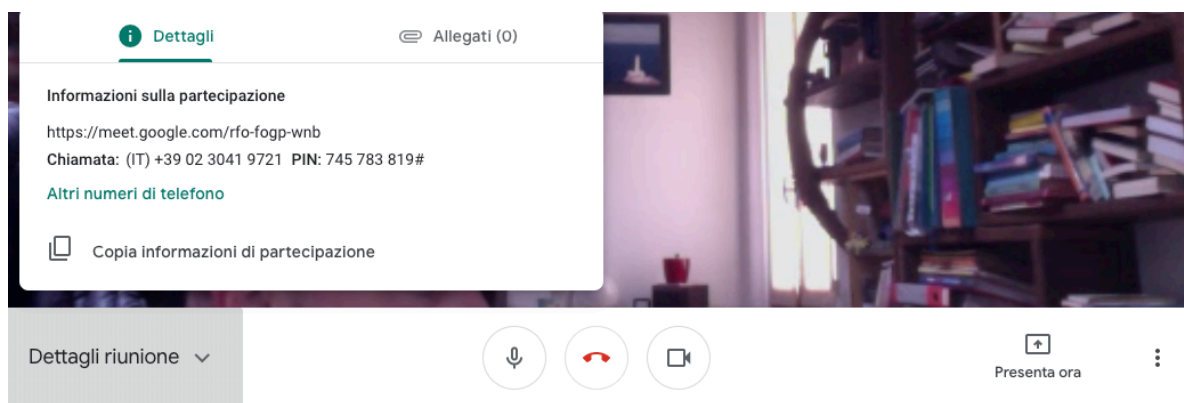 Dettagli
Allegati (0)
Informazioni sulla partecipazione
https://meet.google.com/rfo-fogp-wnb
Chiamata: (IT) +39 02 3041 9721 PIN: 745 783 819#
Altri numeri di telefono
Copia informazioni di partecipazione
Dettagli riunione
Presenta ora